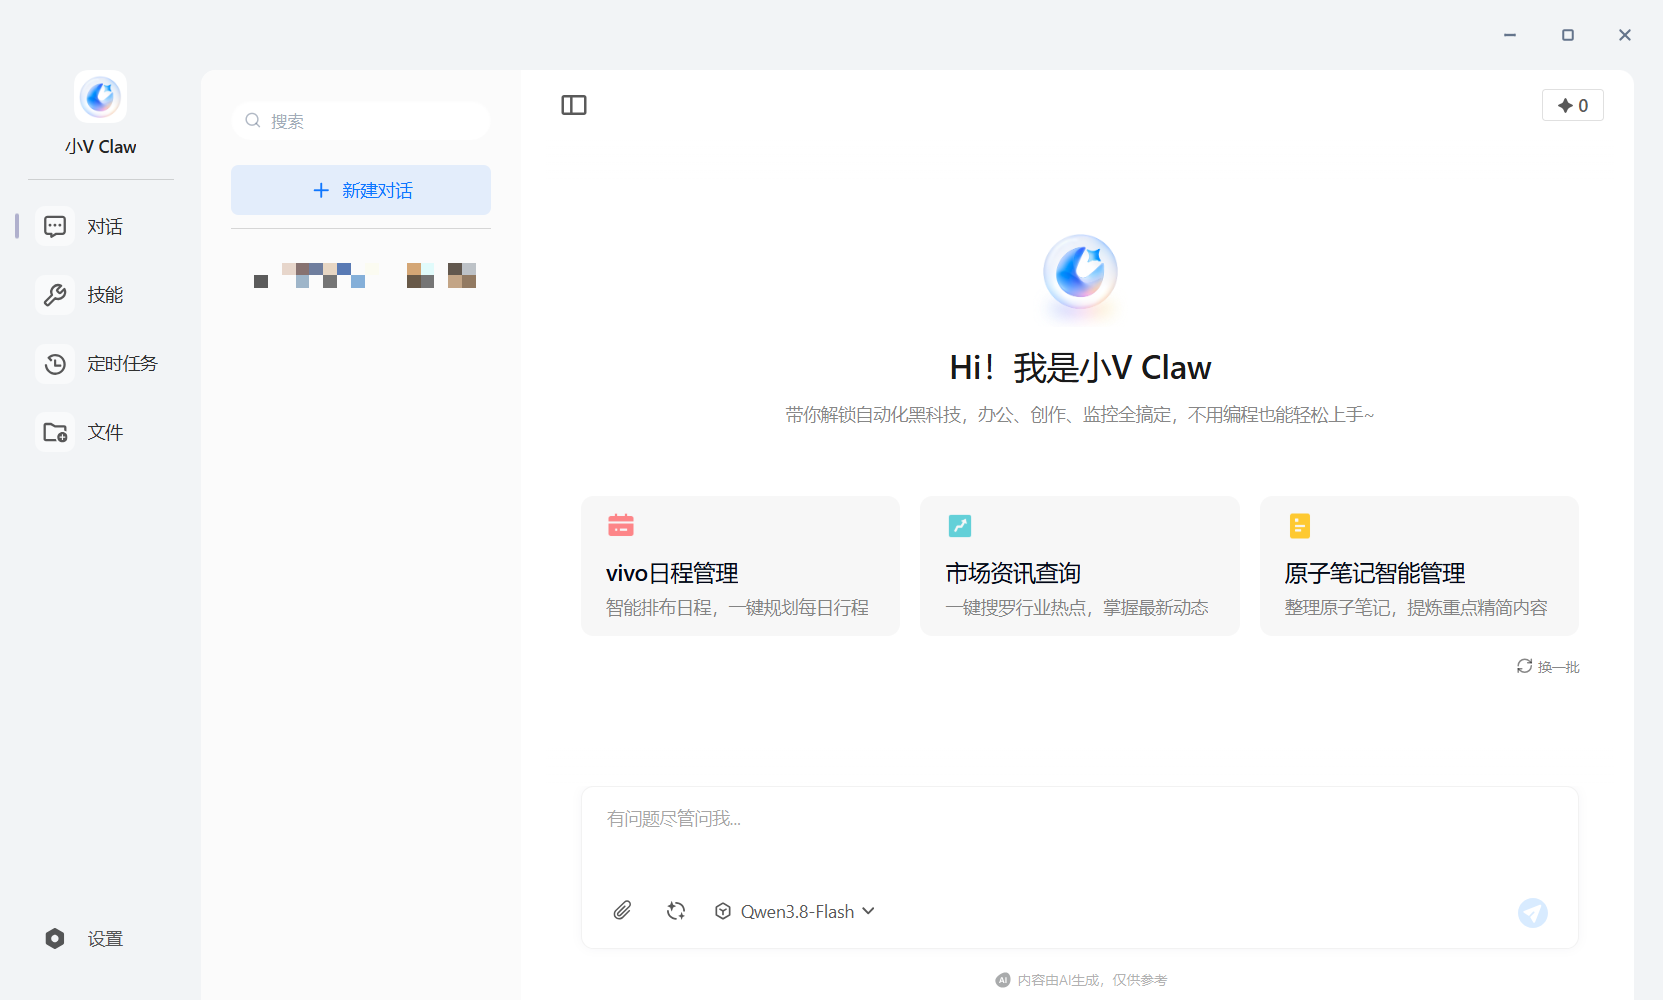 小V Claw
对话
技能
定时任务
文件
设置
搜索
新建对话
0
Hi！我是小V Claw
带你解锁自动化黑科技，办公、创作、监控全搞定，不用编程也能轻松上手~
vivo日程管理
智能排布日程，一键规划每日行程
市场资讯查询
一键搜罗行业热点，掌握最新动态
原子笔记智能管理
整理原子笔记，提炼重点精简内容
换一批
有问题尽管问我...
Qwen3.8-Flash
AI 内容由AI生成，仅供参考